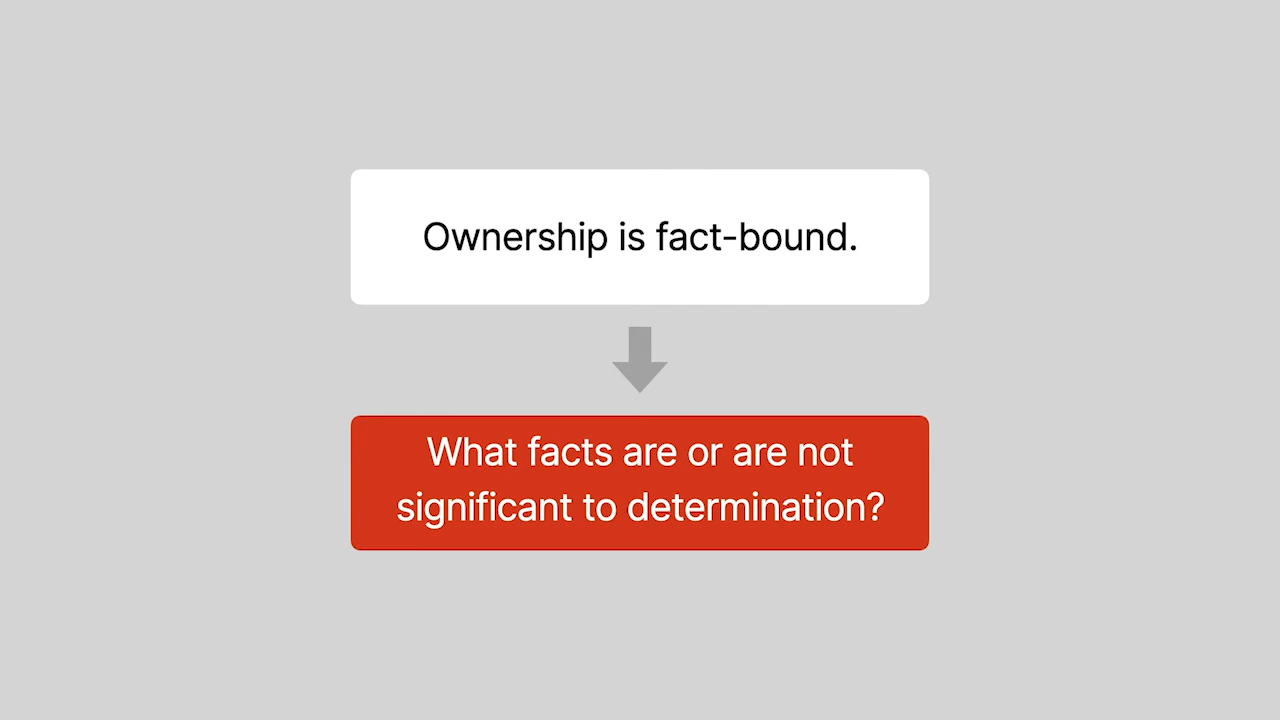 Ownership is fact-bound.
What facts are or are not
significant to determination?